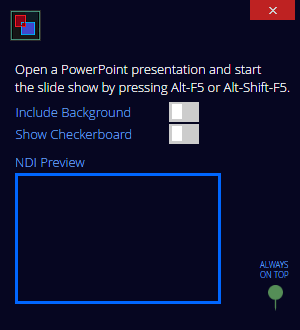 Open a PowerPoint presentation and start
the slide show by pressing Alt-F5 or Alt-Shift-F5.
Include Background
Show Checkerboard
NDI Preview
ALWAYS
ON TOP